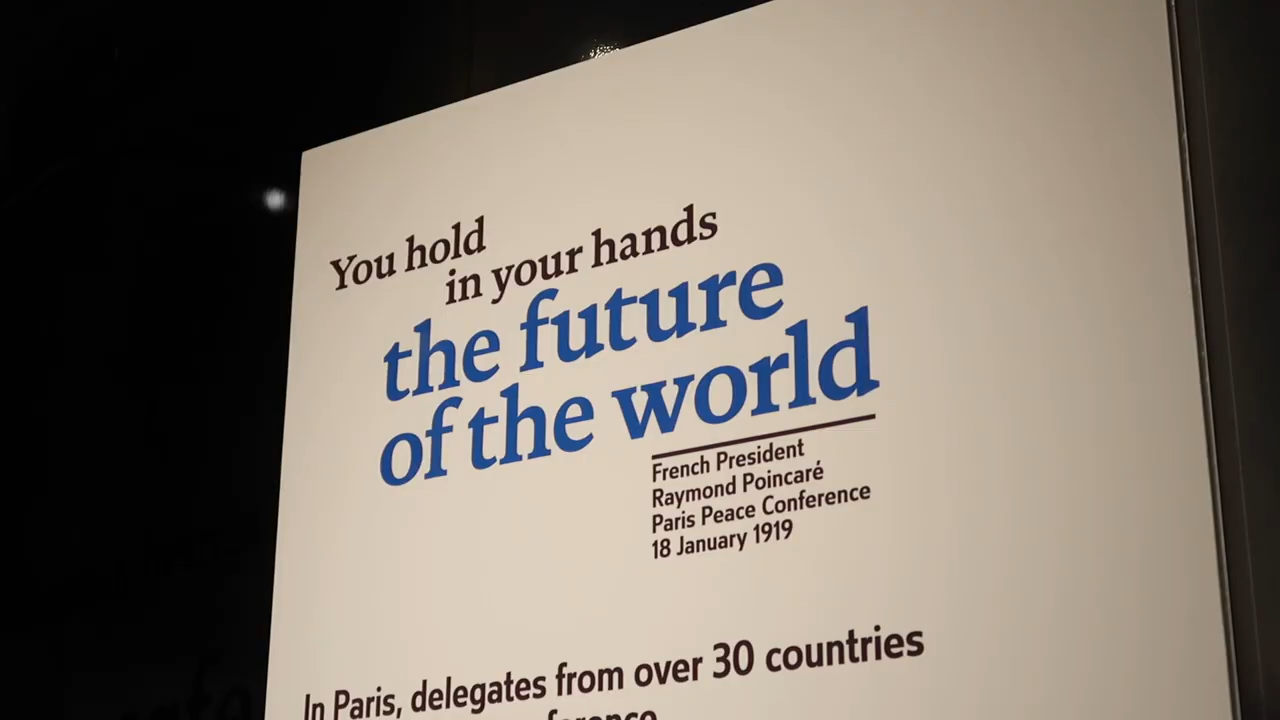 You hold
in your hands
the future
of the world
French President
Raymond Poincaré
Paris Peace Conference
18 January 1919
In Paris, delegates from over 30 countries